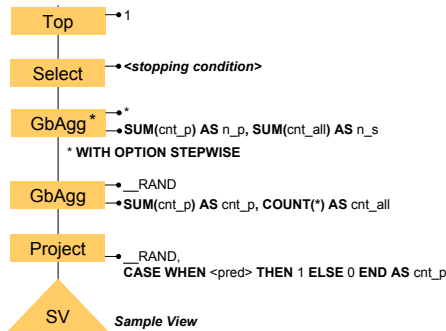 Top
1
Select
<stopping condition>
GbAgg *
*
SUM(cnt_p) AS n_p, SUM(cnt_all) AS n_s
* WITH OPTION STEPWISE
GbAgg
__RAND
SUM(cnt_p) AS cnt_p, COUNT(*) AS cnt_all
Project
__RAND,
CASE WHEN <pred> THEN 1 ELSE 0 END AS cnt_p
SV
Sample View